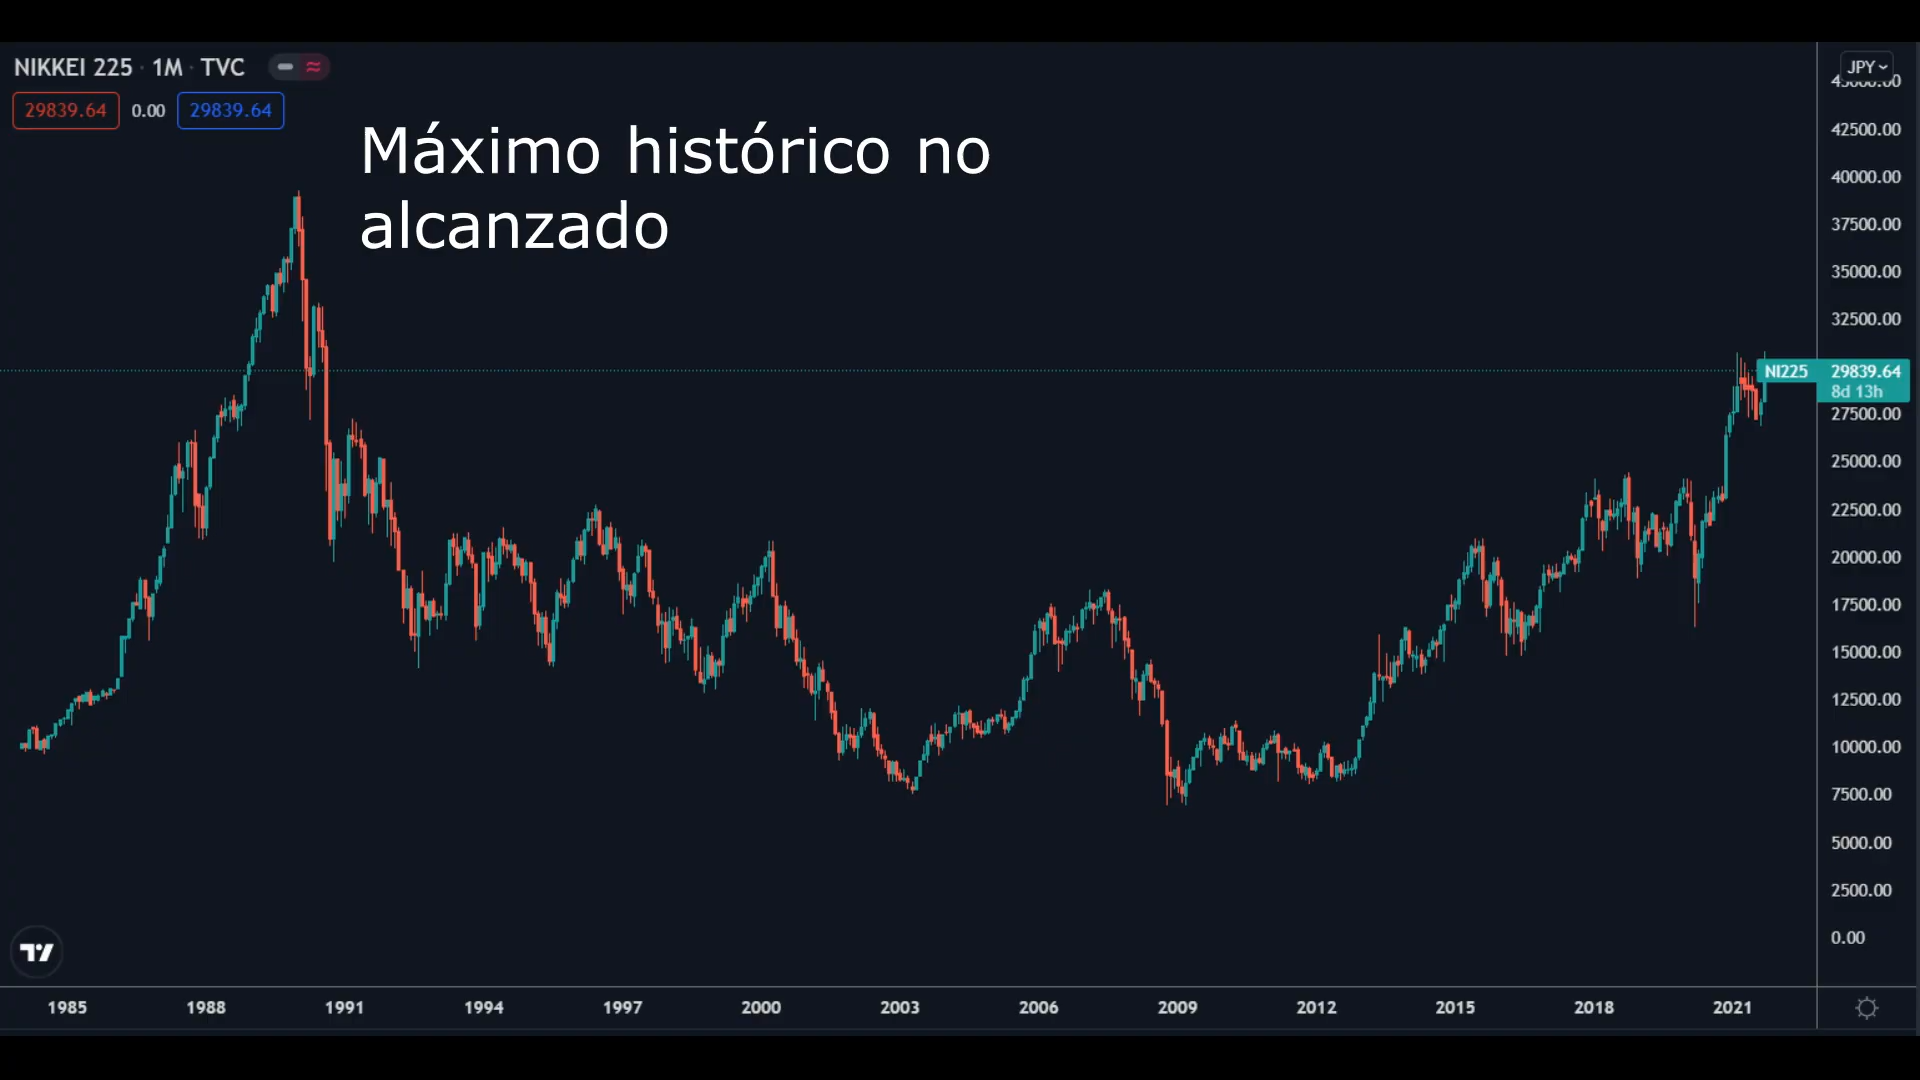 NIKKEI 225 · 1M · TVC
JPY
29839.64 0.00 29839.64
Máximo histórico no
alcanzado
42500.00
40000.00
37500.00
35000.00
32500.00
NI225 29839.64
8d 13h
27500.00
25000.00
22500.00
20000.00
17500.00
15000.00
12500.00
10000.00
7500.00
5000.00
2500.00
0.00
1985 1988 1991 1994 1997 2000 2003 2006 2009 2012 2015 2018 2021